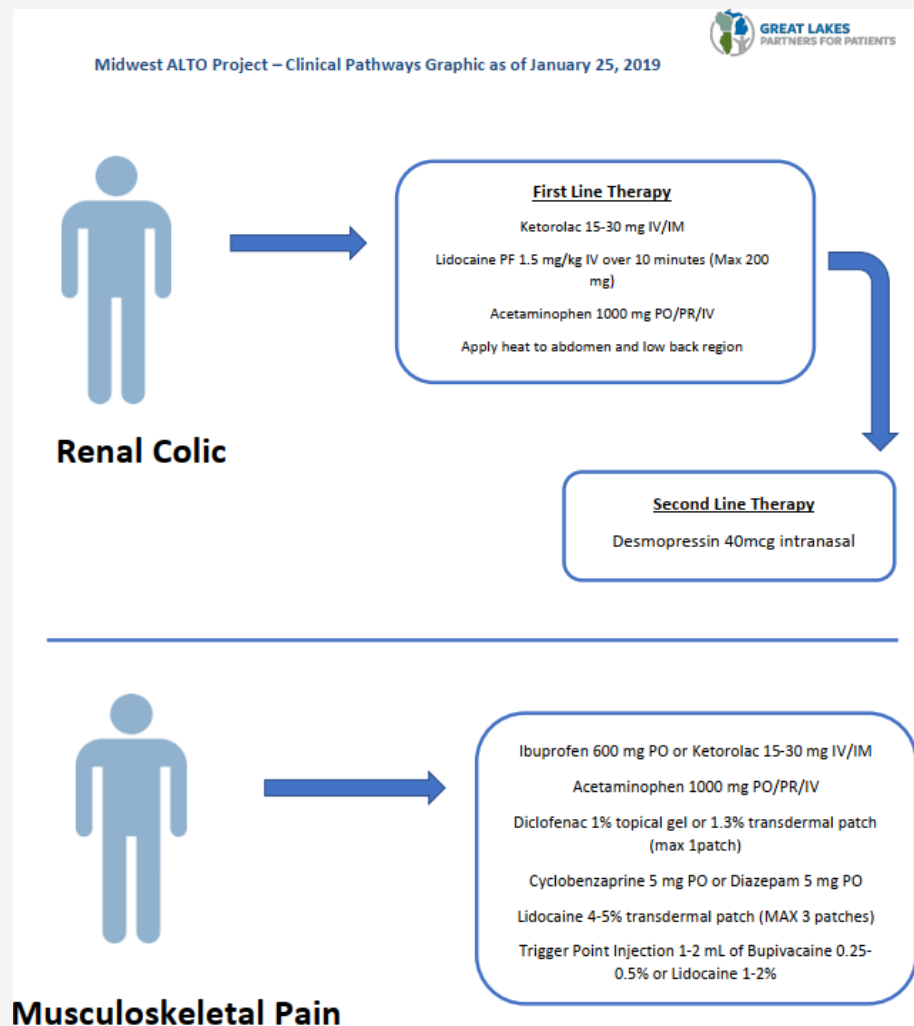 GREAT LAKES
PARTNERS FOR PATIENTS
Midwest ALTO Project – Clinical Pathways Graphic as of January 25, 2019
First Line Therapy
Ketorolac 15-30 mg IV/IM
Lidocaine PF 1.5 mg/kg IV over 10 minutes (Max 200
mg)
Acetaminophen 1000 mg PO/PR/IV
Apply heat to abdomen and low back region
Renal Colic
Second Line Therapy
Desmopressin 40mcg intranasal
Ibuprofen 600 mg PO or Ketorolac 15-30 mg IV/IM
Acetaminophen 1000 mg PO/PR/IV
Diclofenac 1% topical gel or 1.3% transdermal patch
(max 1patch)
Cyclobenzaprine 5 mg PO or Diazepam 5 mg PO
Lidocaine 4-5% transdermal patch (MAX 3 patches)
Trigger Point Injection 1-2 mL of Bupivacaine 0.25-
0.5% or Lidocaine 1-2%
Musculoskeletal Pain